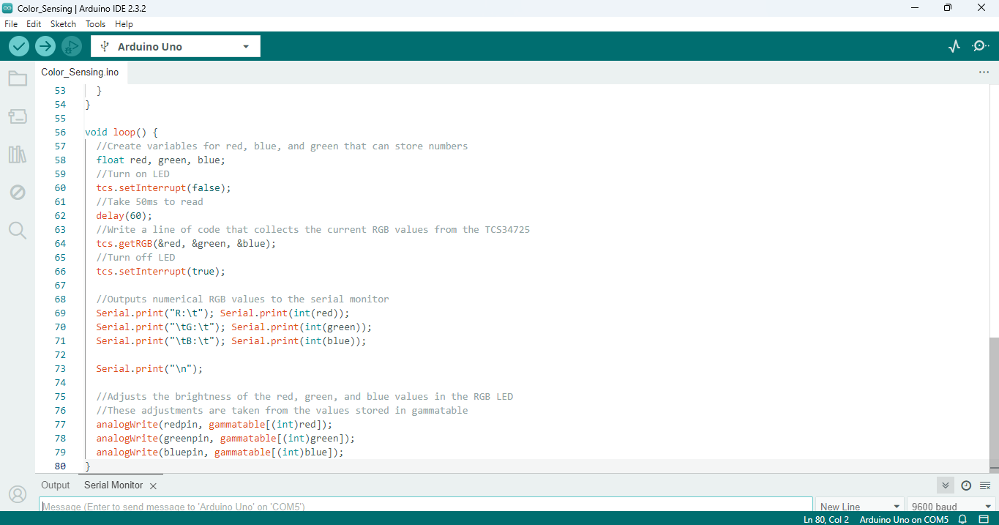 Color_Sensing | Arduino IDE 2.3.2
File Edit Sketch Tools Help
Arduino Uno
Color_Sensing.ino
53 }
54 }
55
56 void loop() {
57 //Create variables for red, blue, and green that can store numbers
58 float red, green, blue;
59 //Turn on LED
60 tcs.setInterrupt(false);
61 //Take 50ms to read
62 delay(60);
63 //Write a line of code that collects the current RGB values from the TCS34725
64 tcs.getRGB(&red, &green, &blue);
65 //Turn off LED
66 tcs.setInterrupt(true);
67
68 //Outputs numerical RGB values to the serial monitor
69 Serial.print("R:\t"); Serial.print(int(red));
70 Serial.print("\tG:\t"); Serial.print(int(green));
71 Serial.print("\tB:\t"); Serial.print(int(blue));
72
73 Serial.print("\n");
74
75 //Adjusts the brightness of the red, green, and blue values in the RGB LED
76 //These adjustments are taken from the values stored in gammatable
77 analogWrite(redpin, gammatable[(int)red]);
78 analogWrite(greenpin, gammatable[(int)green]);
79 analogWrite(bluepin, gammatable[(int)blue]);
80 }
Output Serial Monitor
Message (Enter to send message to 'Arduino Uno' on 'COM5') New Line 9600 baud
Ln 80, Col 2 Arduino Uno on COM5